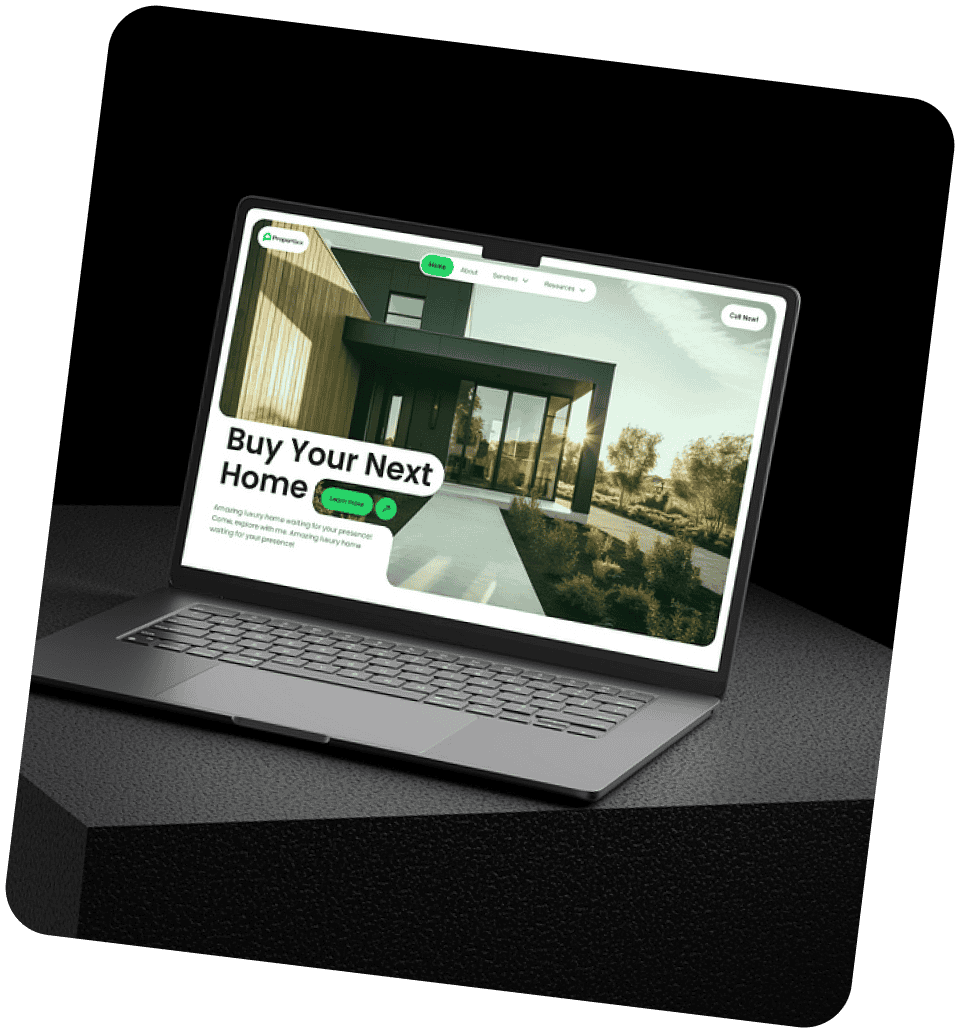 Propertixx
Home
About
Services
Resources
Call Now!
Buy Your Next
Home
Learn more
Amazing luxury home waiting for your presence!
Come, explore with me. Amazing luxury home
waiting for your presence!